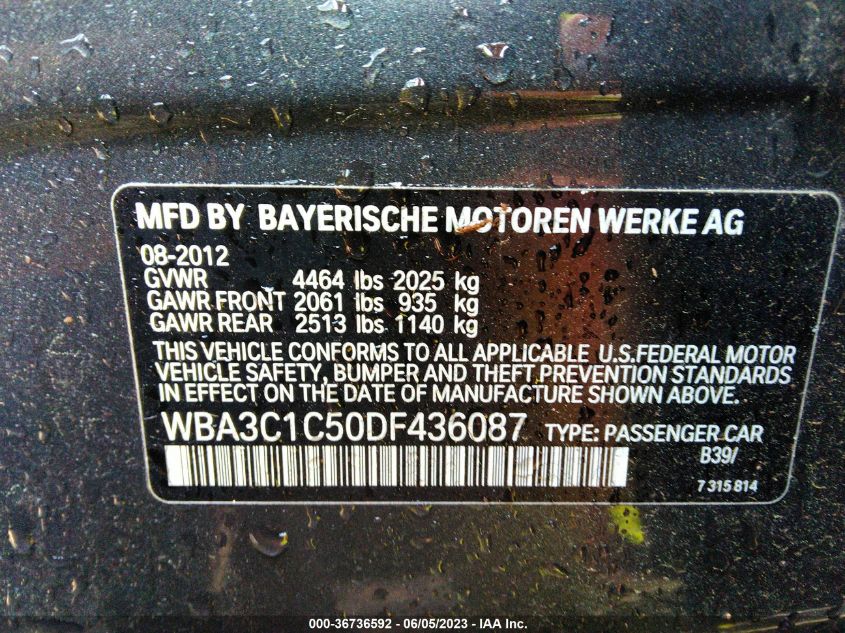 MFD BY BAYERISCHE MOTOREN WERKE AG
08-2012
GVWR 4464 lbs 2025 kg
GAWR FRONT 2061 lbs 935 kg
GAWR REAR 2513 lbs 1140 kg
THIS VEHICLE CONFORMS TO ALL APPLICABLE U.S.FEDERAL MOTOR
VEHICLE SAFETY, BUMPER AND THEFT PREVENTION STANDARDS
IN EFFECT ON THE DATE OF MANUFACTURE SHOWN ABOVE.
WBA3C1C50DF436087 TYPE: PASSENGER CAR
B39/
7 315 814
000-36736592 - 06/05/2023 - IAA Inc.